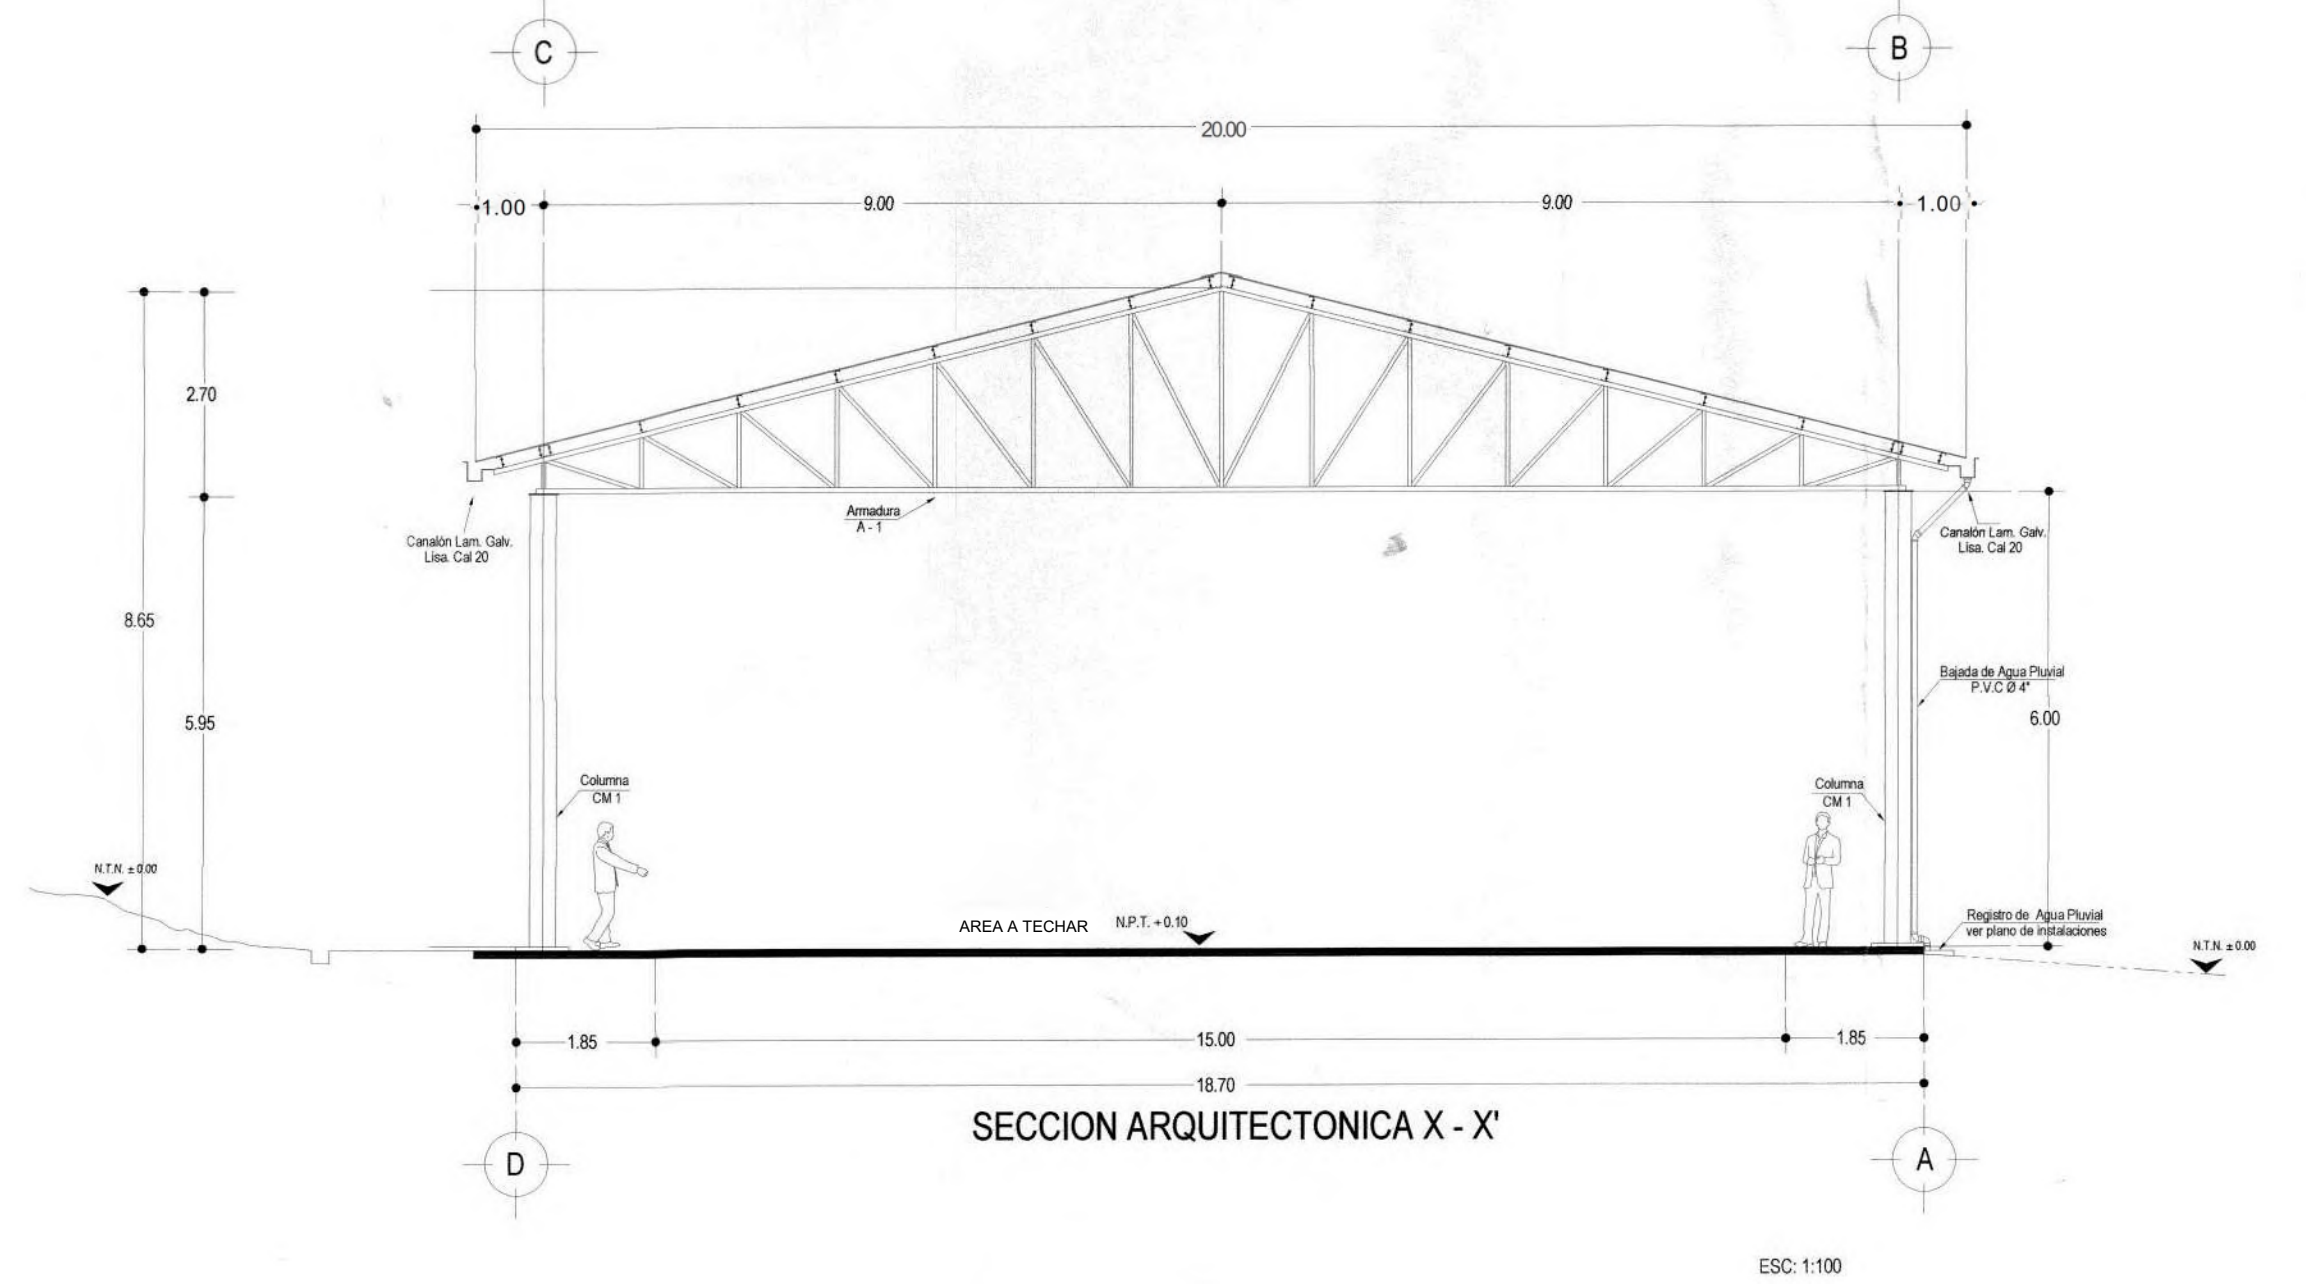 C
B
20.00
1.00
9.00
9.00
1.00
2.70
8.65
5.95
Armadura
A - 1
Canalón Lam. Galv.
Lisa. Cal 20
Canalón Lam. Galv.
Lisa. Cal 20
Bajada de Agua Pluvial
P.V.C Ø 4"
6.00
Columna
CM 1
Columna
CM 1
N.T.N. ± 0.00
AREA A TECHAR
N.P.T. + 0.10
Registro de Agua Pluvial
ver plano de instalaciones
N.T.N. ± 0.00
1.85
15.00
1.85
18.70
SECCION ARQUITECTONICA X - X'
D
A
ESC: 1:100